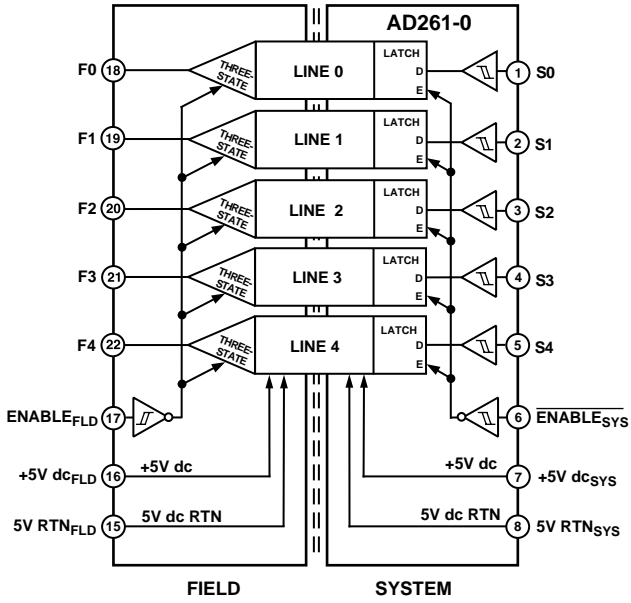 AD261-0
F0 18 THREE-STATE LINE 0 LATCH D E 1 S0
F1 19 THREE-STATE LINE 1 LATCH D E 2 S1
F2 20 THREE-STATE LINE 2 LATCH D E 3 S2
F3 21 THREE-STATE LINE 3 LATCH D E 4 S3
F4 22 THREE-STATE LINE 4 LATCH D E 5 S4
ENABLEFLD 17 6 ENABLESYS
+5V dcFLD 16 +5V dc +5V dc 7 +5V dcSYS
5V RTNFLD 15 5V dc RTN 5V dc RTN 8 5V RTNSYS
FIELD SYSTEM